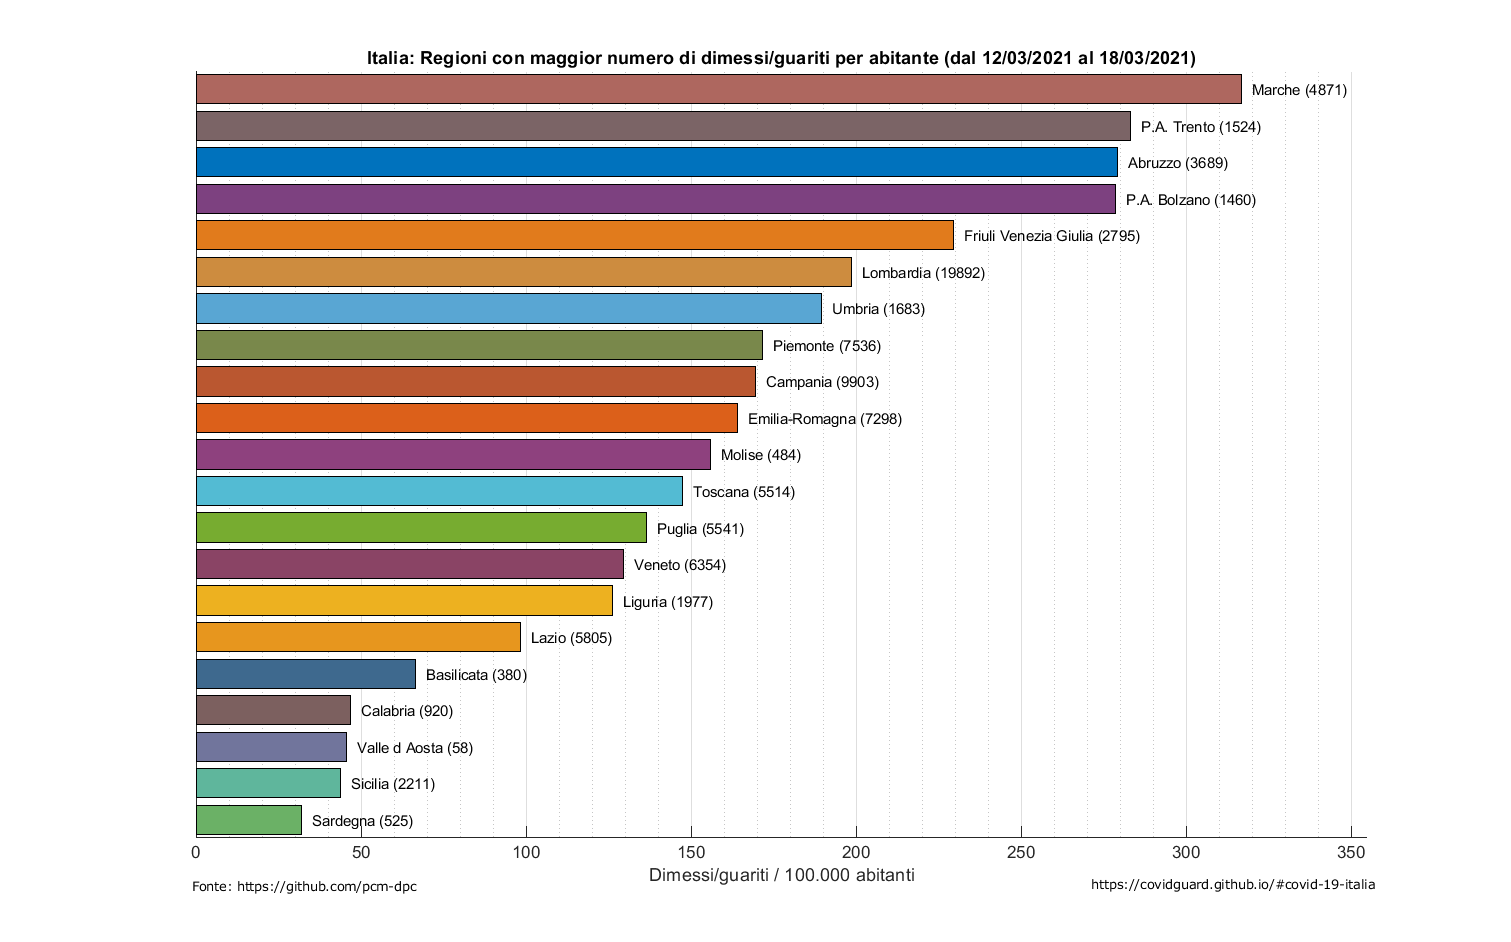 Italia: Regioni con maggior numero di dimessi/guariti per abitante (dal 12/03/2021 al 18/03/2021)
Marche (4871)
P.A. Trento (1524)
Abruzzo (3689)
P.A. Bolzano (1460)
Friuli Venezia Giulia (2795)
Lombardia (19892)
Umbria (1683)
Piemonte (7536)
Campania (9903)
Emilia-Romagna (7298)
Molise (484)
Toscana (5514)
Puglia (5541)
Veneto (6354)
Liguria (1977)
Lazio (5805)
Basilicata (380)
Calabria (920)
Valle d Aosta (58)
Sicilia (2211)
Sardegna (525)
0 50 100 150 200 250 300 350
Dimessi/guariti / 100.000 abitanti
Fonte: https://github.com/pcm-dpc
https://covidguard.github.io/#covid-19-italia